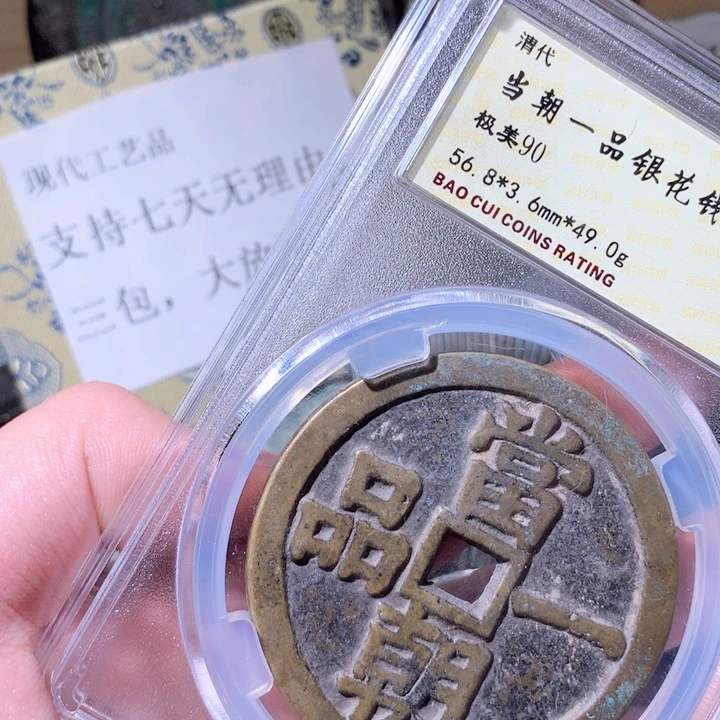 现代工艺品
支持七天无理由
三包，大放
清代
当朝一品银花钱
极美90
56.8*3.6mm*49.0g
BAO CUI COINS RATING
當
品 一
朝